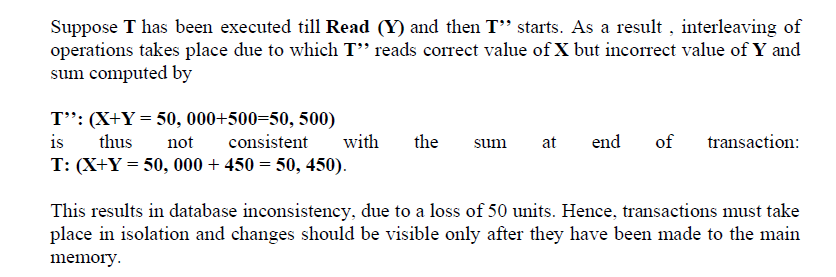 Suppose T has been executed till Read (Y) and then T’’ starts. As a result , interleaving of
operations takes place due to which T’’ reads correct value of X but incorrect value of Y and
sum computed by
T’’: (X+Y = 50, 000+500=50, 500)
is thus not consistent with the sum at end of transaction:
T: (X+Y = 50, 000 + 450 = 50, 450).
This results in database inconsistency, due to a loss of 50 units. Hence, transactions must take
place in isolation and changes should be visible only after they have been made to the main
memory.